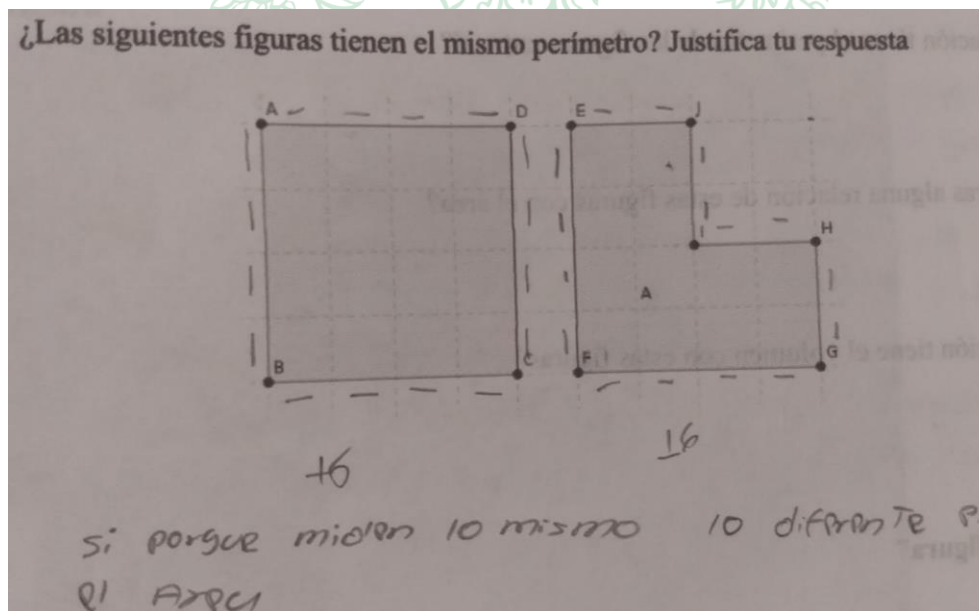 ¿Las siguientes figuras tienen el mismo perímetro? Justifica tu respuesta
A D E J
I H
A
B C F G
16 16
si porque miden lo mismo lo diferente e
el Area